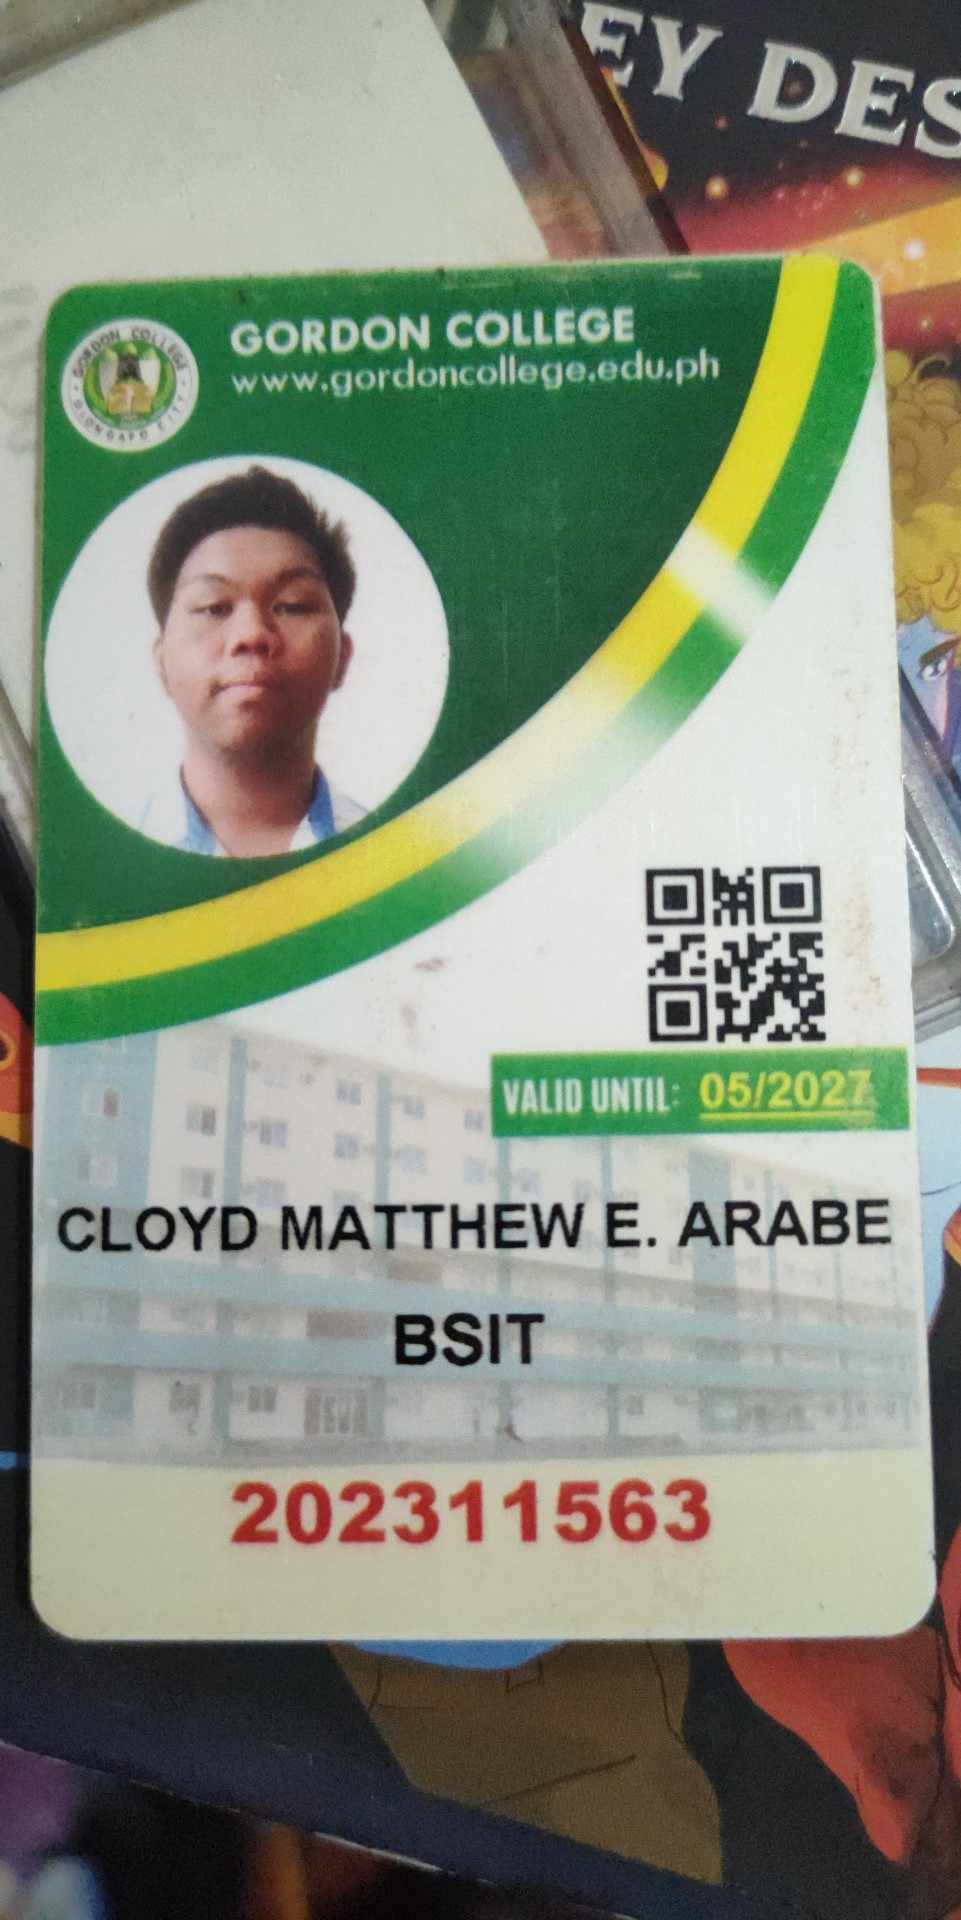 EY DES
GORDON COLLEGE
www.gordoncollege.edu.ph
GORDON COLLEGE
OLONGAPO CITY
VALID UNTIL: 05/2027
CLOYD MATTHEW E. ARABE
BSIT
202311563